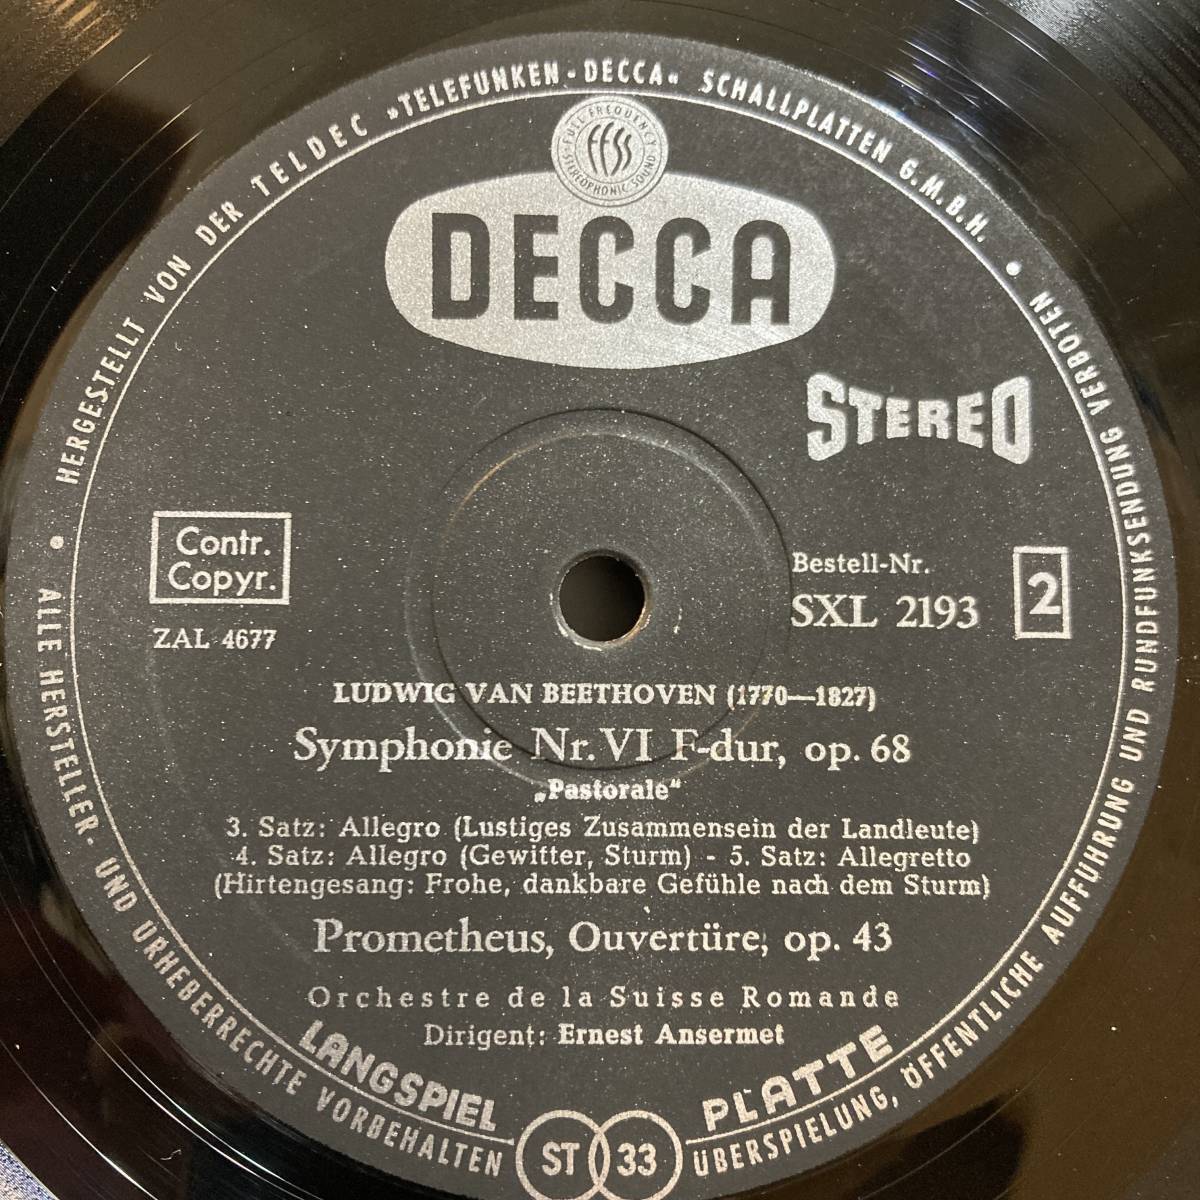 HERGESTELLT VON DER TELDEC »TELEFUNKEN-DECCA« SCHALLPLATTEN G.M.B.H. •
FULL FREQUENCY
ffss
STEREOPHONIC SOUND
DECCA
STEREO
Contr.
Copyr.
ZAL 4677
Bestell-Nr.
SXL 2193
2
LUDWIG VAN BEETHOVEN (1770—1827)
Symphonie Nr. VI F-dur, op. 68
„Pastorale“
3. Satz: Allegro (Lustiges Zusammensein der Landleute)
4. Satz: Allegro (Gewitter, Sturm) - 5. Satz: Allegretto
(Hirtengesang: Frohe, dankbare Gefühle nach dem Sturm)
Prometheus, Ouvertüre, op. 43
Orchestre de la Suisse Romande
Dirigent: Ernest Ansermet
LANGSPIEL PLATTE
ST 33
• ALLE HERSTELLER- UND URHEBERRECHTE VORBEHALTEN
ÜBERSPIELUNG, ÖFFENTLICHE AUFFÜHRUNG UND RUNDFUNKSENDUNG VERBOTEN